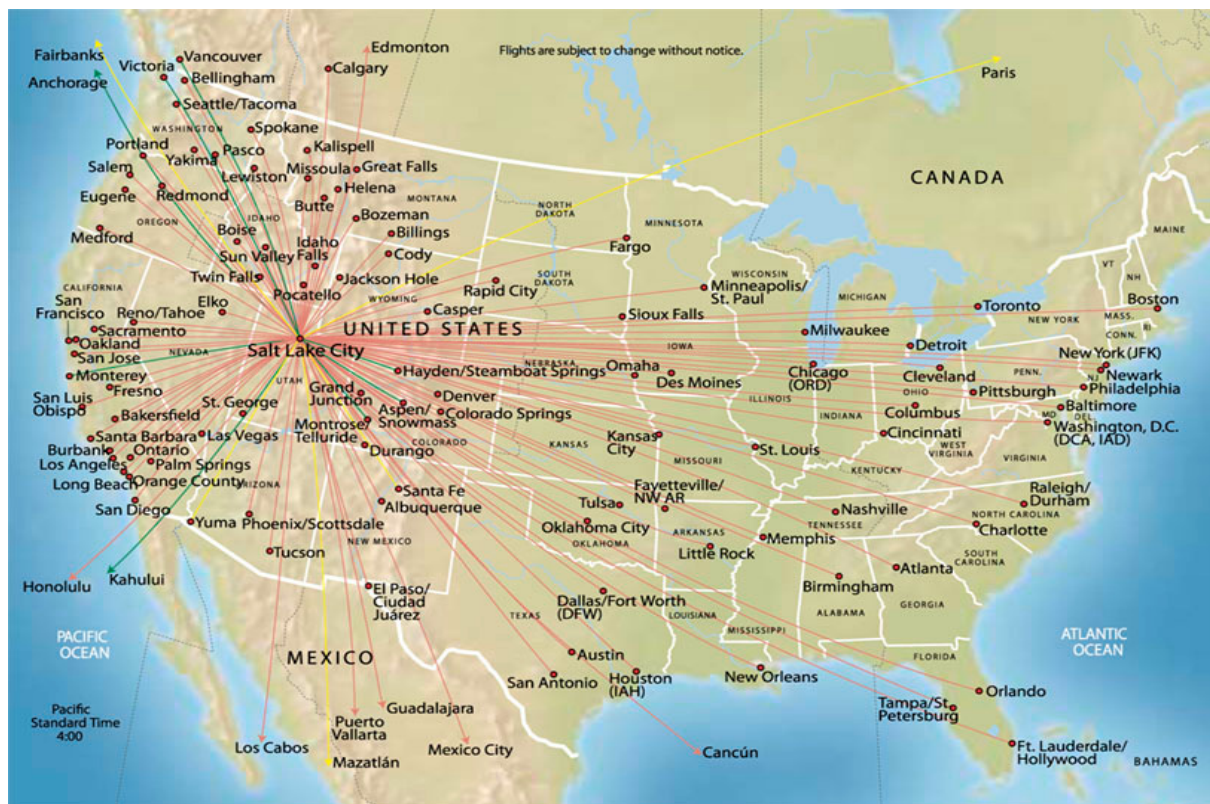 Fairbanks
Anchorage
Vancouver
Victoria
Bellingham
Seattle/Tacoma
Edmonton
Calgary
Flights are subject to change without notice.
Paris
WASHINGTON
Spokane
Portland
Yakima
Pasco
Kalispell
Salem
Lewiston
Missoula
Great Falls
Eugene
Redmond
Helena
Butte
MONTANA
OREGON
IDAHO
Bozeman
Medford
Boise
Billings
Sun Valley
Idaho
Falls
Cody
Twin Falls
Jackson Hole
Pocatello
WYOMING
Casper
NORTH
DAKOTA
MINNESOTA
Fargo
SOUTH
DAKOTA
Rapid City
WISCONSIN
Minneapolis/
St. Paul
MICHIGAN
CANADA
MAINE
VT
NH
Boston
Toronto
NEW YORK
MASS.
CONN.
RI
CALIFORNIA
San
Francisco
Reno/Tahoe
Elko
Sacramento
Oakland
San Jose
NEVADA
Salt Lake City
UNITED STATES
Sioux Falls
Milwaukee
IOWA
Detroit
New York (JFK)
Monterey
Fresno
UTAH
Hayden/Steamboat Springs
NEBRASKA
Omaha
Des Moines
Chicago
(ORD)
Cleveland
PENN.
NJ
Newark
Pittsburgh
Philadelphia
San Luis
Obispo
St. George
Grand
Junction
Denver
Aspen/
Snowmass
Colorado Springs
ILLINOIS
INDIANA
OHIO
Columbus
MD
DEL.
Baltimore
Bakersfield
Montrose/
Telluride
COLORADO
Washington, D.C.
(DCA, IAD)
Santa Barbara
Las Vegas
Durango
KANSAS
Kansas
City
St. Louis
Cincinnati
WEST
VIRGINIA
VIRGINIA
Burbank
Ontario
Los Angeles
Palm Springs
MISSOURI
KENTUCKY
Long Beach
Orange County
ARIZONA
Santa Fe
Albuquerque
Fayetteville/
NW AR
Tulsa
Raleigh/
Durham
San Diego
Yuma
Phoenix/Scottsdale
Oklahoma City
Nashville
TENNESSEE
NORTH CAROLINA
Charlotte
NEW MEXICO
OKLAHOMA
ARKANSAS
Little Rock
Memphis
Tucson
SOUTH
CAROLINA
Honolulu
Kahului
El Paso/
Ciudad
Juárez
Dallas/Fort Worth
(DFW)
Birmingham
Atlanta
TEXAS
LOUISIANA
ALABAMA
GEORGIA
MISSISSIPPI
PACIFIC
OCEAN
MEXICO
ATLANTIC
OCEAN
Austin
FLORIDA
San Antonio
Houston
(IAH)
New Orleans
Orlando
Tampa/St.
Petersburg
Pacific
Standard Time
4:00
Guadalajara
Puerto
Vallarta
Los Cabos
Mexico City
Mazatlán
Cancún
Ft. Lauderdale/
Hollywood
BAHAMAS